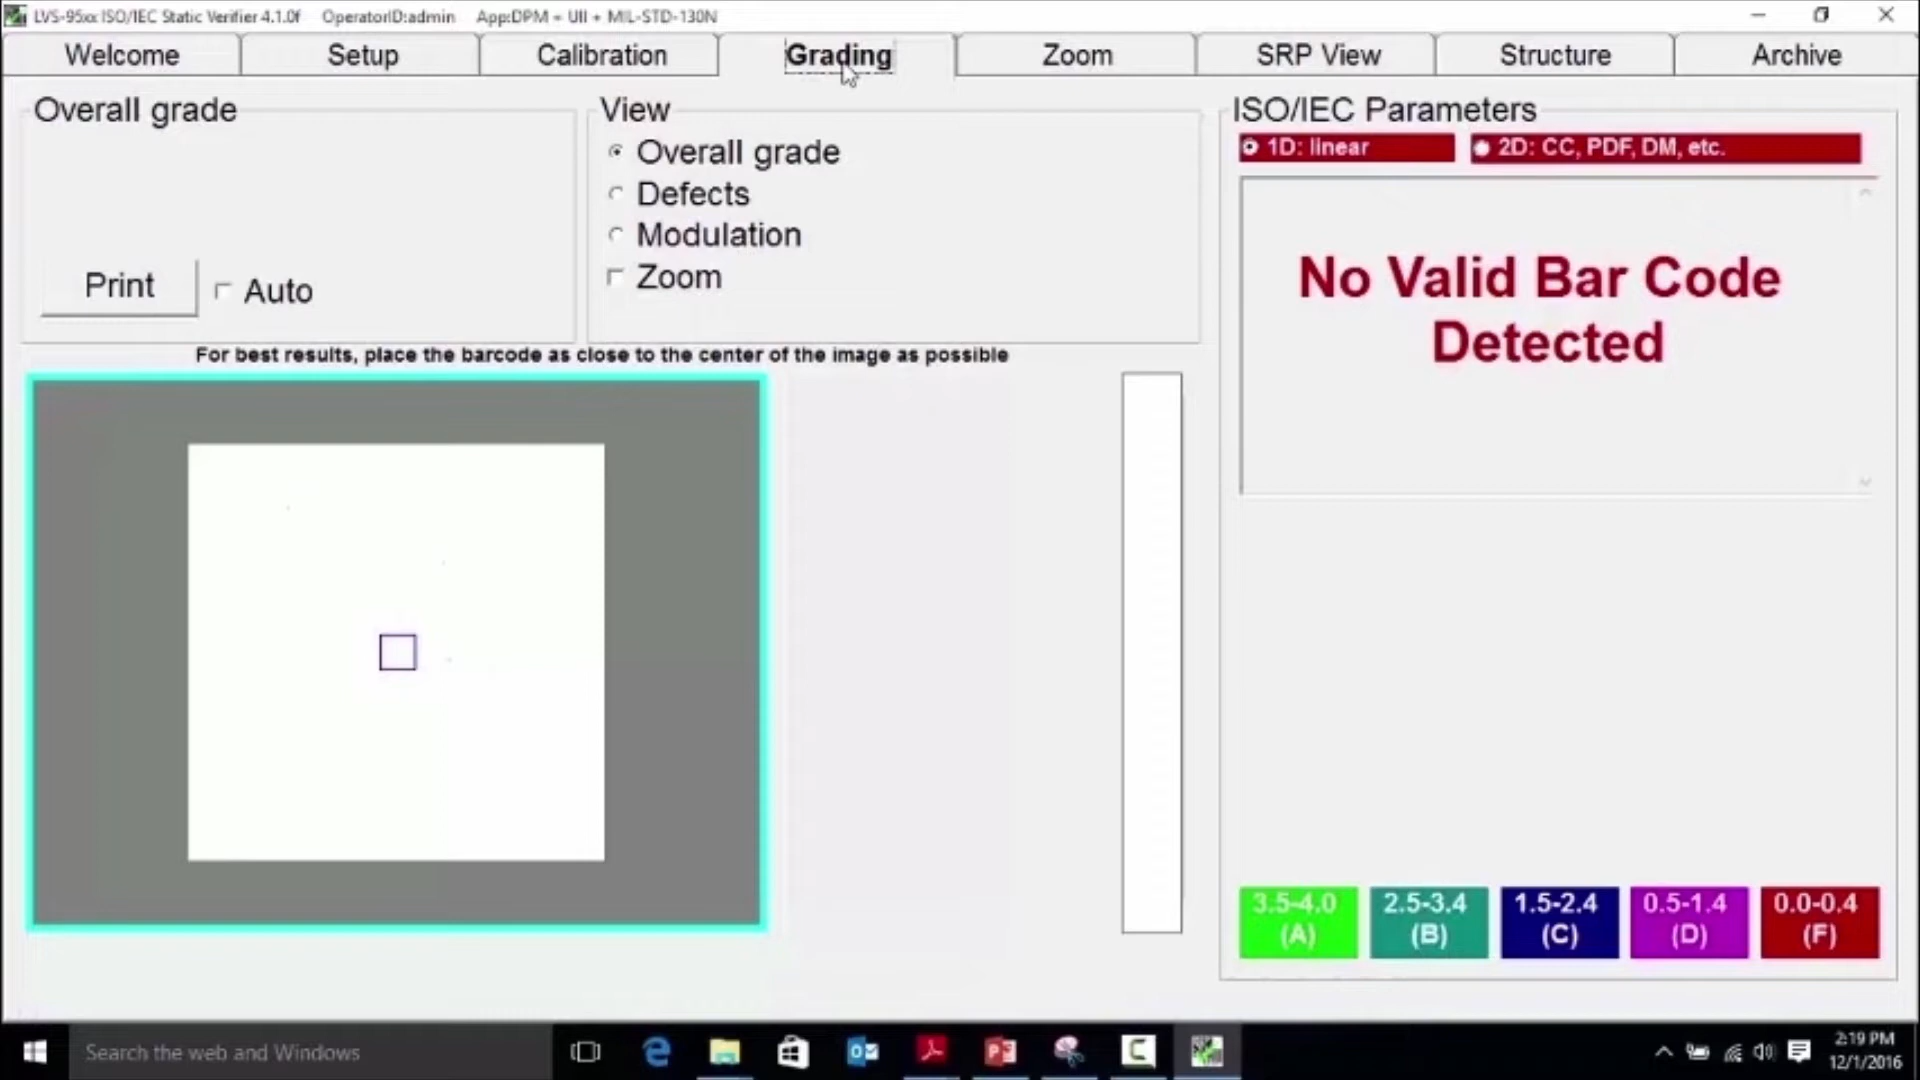 LVS-95xx ISO/IEC Static Verifier 4.1.0f OperatorID:admin App:DPM = UII + MIL-STD-130N
Welcome Setup Calibration Grading Zoom SRP View Structure Archive
Overall grade
Print
Auto
View
Overall grade
Defects
Modulation
Zoom
ISO/IEC Parameters
1D: linear
2D: CC, PDF, DM, etc.
No Valid Bar Code
Detected
For best results, place the barcode as close to the center of the image as possible
3.5-4.0
(A)
2.5-3.4
(B)
1.5-2.4
(C)
0.5-1.4
(D)
0.0-0.4
(F)
Search the web and Windows
2:19 PM
12/1/2016